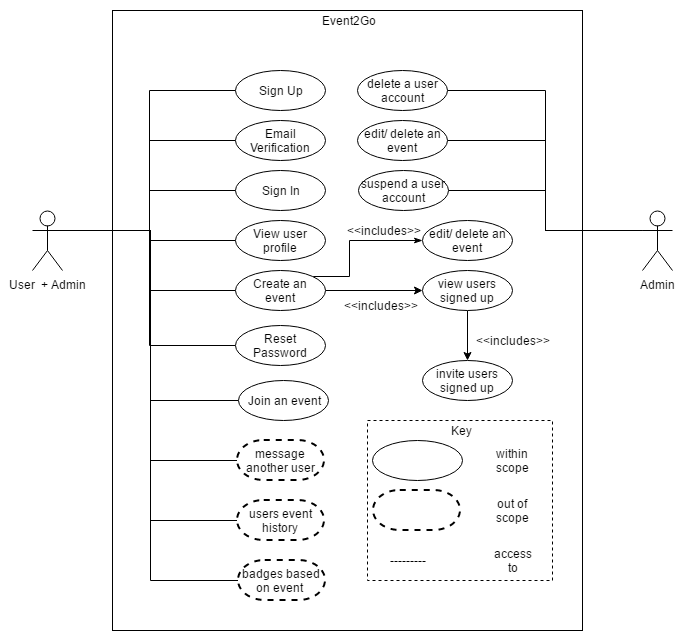 Event2Go
Sign Up
delete a user
account
Email
Verification
edit/ delete an
event
Sign In
suspend a user
account
View user
profile
<<includes>>
edit/ delete an
event
User + Admin
Admin
Create an
event
<<includes>>
view users
signed up
Reset
Password
<<includes>>
invite users
signed up
Join an event
message
another user
users event
history
badges based
on event
Key
within
scope
out of
scope
---------
access
to